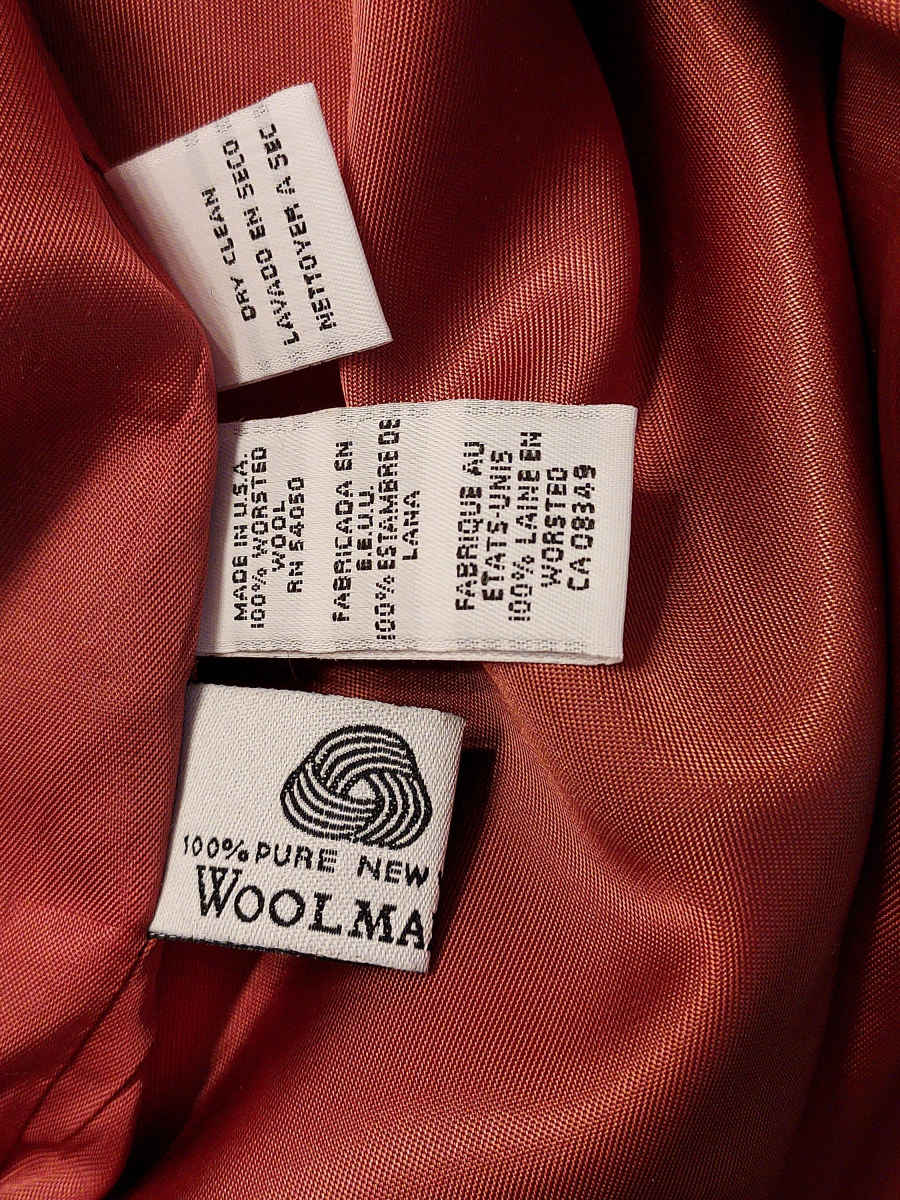 DRY CLEAN
LAVADO EN SECO
NETTOYER A SEC
MADE IN U.S.A.
100% WORSTED
WOOL
RN 54050
FABRICADA EN
E.E.U.U.
100% ESTAMBRE DE
LANA
FABRIQUE AU
ETATS-UNIS
100% LAINE EN
WORSTED
CA 08349
100% PURE NEW
WOOLMA